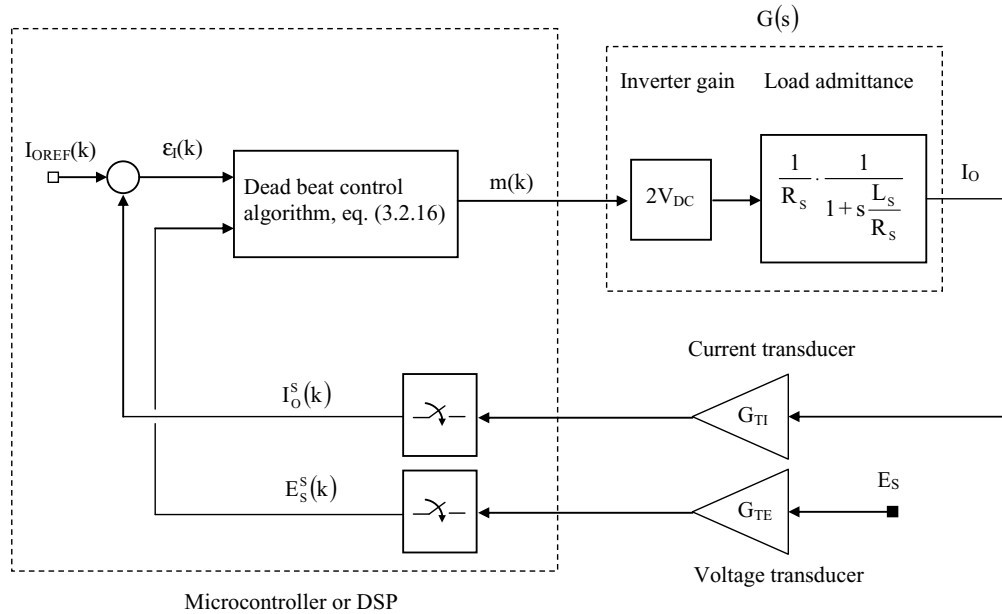 G(s)
Inverter gain Load admittance
I_OREF(k)
ε_I(k)
Dead beat control
algorithm, eq. (3.2.16)
m(k)
2V_DC
1/R_S · 1/(1+s L_S/R_S)
I_O
Current transducer
I_O^S(k)
G_TI
E_S^S(k)
G_TE
E_S
Voltage transducer
Microcontroller or DSP